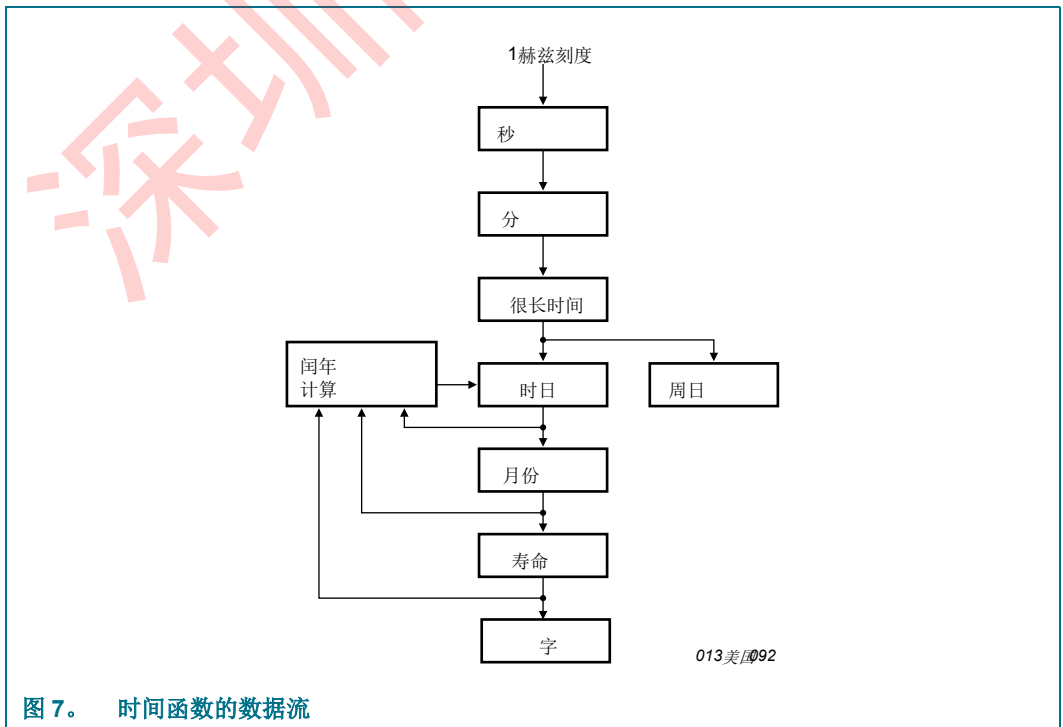 深圳
1赫兹刻度
秒
分
很长时间
闰年
计算
时日
周日
月份
寿命
字
013美国092
图 7。 时间函数的数据流